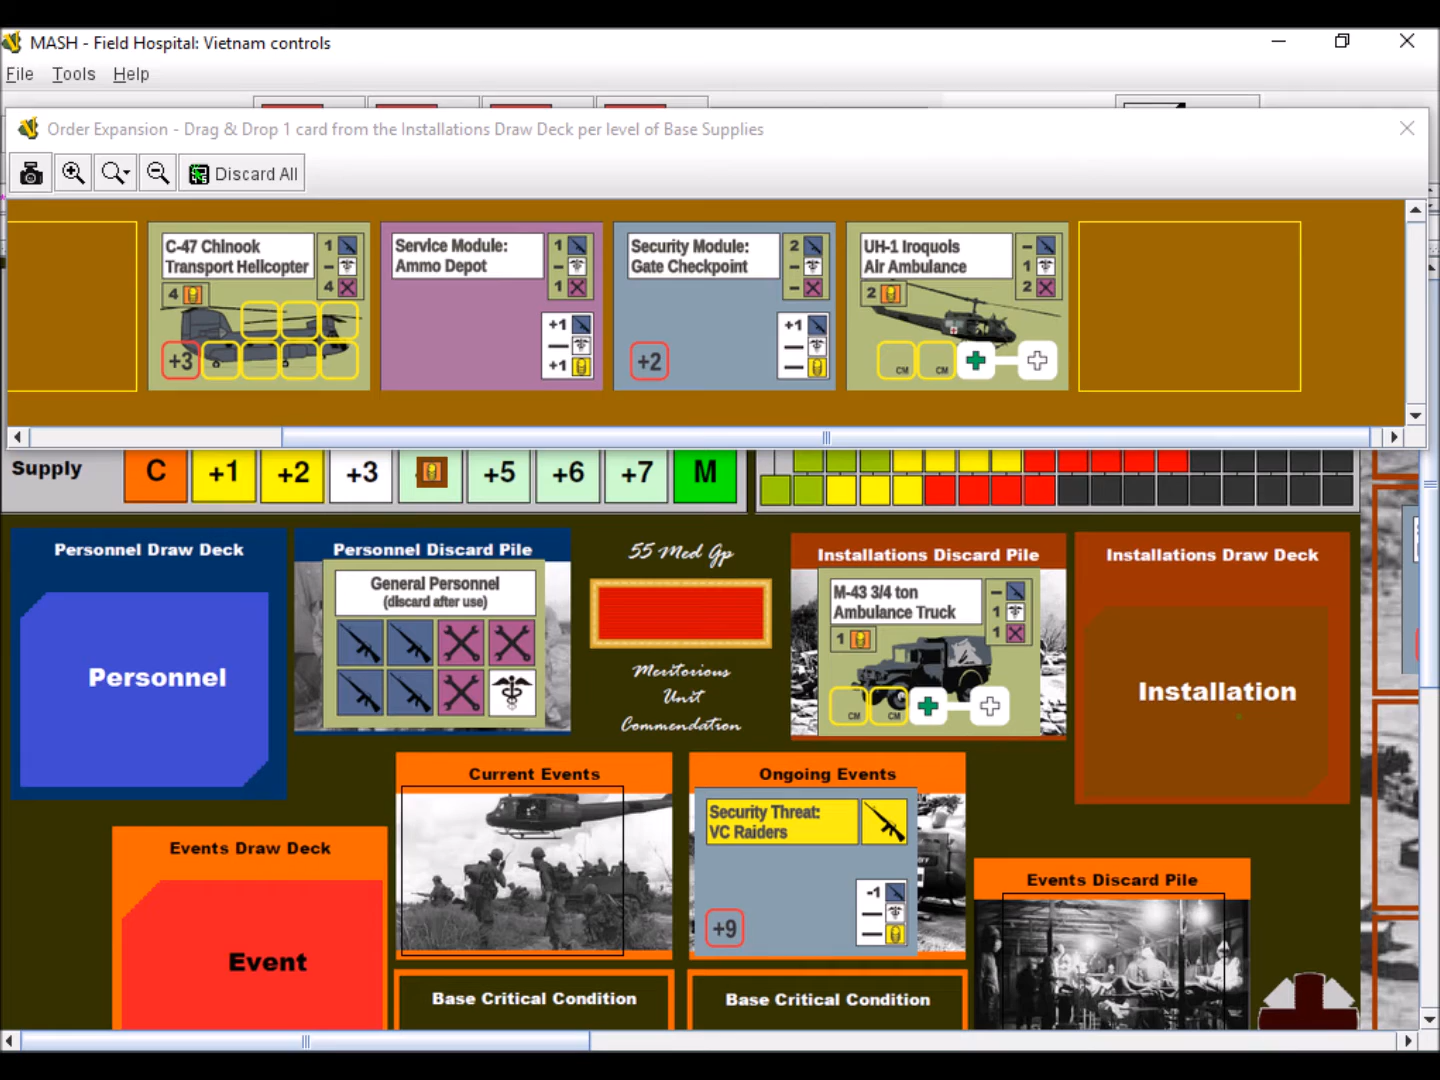 MASH - Field Hospital: Vietnam controls
File Tools Help
Order Expansion - Drag & Drop 1 card from the Installations Draw Deck per level of Base Supplies
Discard All
C-47 Chinook
Transport Helicopter
1
–
4
4
+3
Service Module:
Ammo Depot
1
–
1
+1
—
+1
Security Module:
Gate Checkpoint
2
–
–
+2
+1
—
—
UH-1 Iroquois
Air Ambulance
–
1
2
2
CM CM
Supply C +1 +2 +3 +5 +6 +7 M
Personnel Draw Deck
Personnel
Personnel Discard Pile
General Personnel
(discard after use)
55 Med Gp
Meritorious
Unit
Commendation
Installations Discard Pile
M-43 3/4 ton
Ambulance Truck
–
1
1
1
CM CM
Installations Draw Deck
Installation
Current Events
Ongoing Events
Security Threat:
VC Raiders
+9
-1
—
—
Events Draw Deck
Event
Events Discard Pile
Base Critical Condition
Base Critical Condition